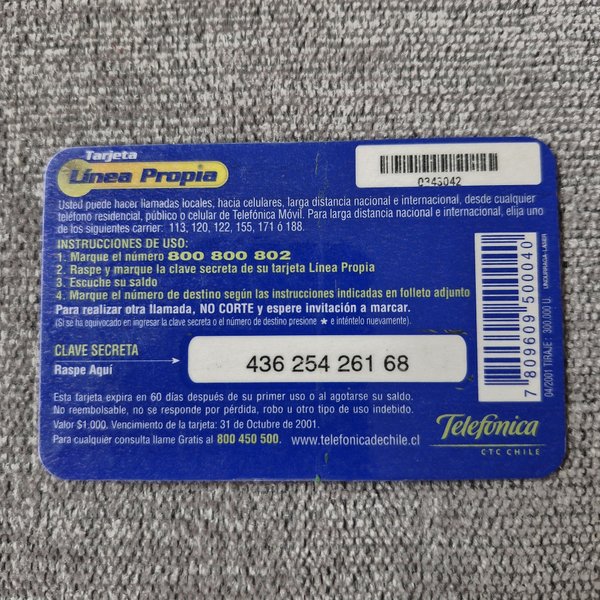 Tarjeta
Línea Propia
0343042
Usted puede hacer llamadas locales, hacia celulares, larga distancia nacional e internacional, desde cualquier
teléfono residencial, público o celular de Telefónica Móvil. Para larga distancia nacional e internacional, elija uno
de los siguientes carrier: 113, 120, 122, 155, 171 ó 188.
INSTRUCCIONES DE USO:
1. Marque el número 800 800 802
2. Raspe y marque la clave secreta de su tarjeta Línea Propia
3. Escuche su saldo
4. Marque el número de destino según las instrucciones indicadas en folleto adjunto
Para realizar otra llamada, NO CORTE y espere invitación a marcar.
(Si se ha equivocado en ingresar la clave secreta o el número de destino presione ★ e inténtelo nuevamente).
CLAVE SECRETA
Raspe Aquí
436 254 261 68
Esta tarjeta expira en 60 días después de su primer uso o al agotarse su saldo.
No reembolsable, no se responde por pérdida, robo u otro tipo de uso indebido.
Valor $1.000. Vencimiento de la tarjeta: 31 de Octubre de 2001.
Para cualquier consulta llame Gratis al 800 450 500. www.telefonicadechile.cl
7 809609 500040
04/2001 TIRAJE: 300.000 U. UNDURRAGA-LASER
Telefónica
CTC CHILE